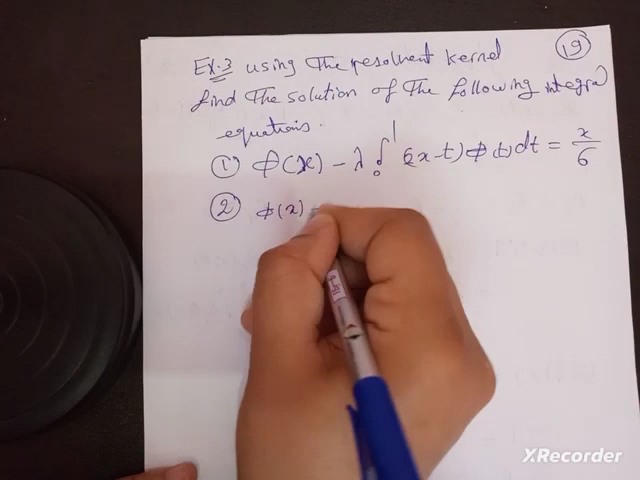 Ex.3 using The resolvent kernel (19)
find The solution of The following integral
equations.
(1) ϕ(x) − λ ∫₀¹ (2x−t) ϕ(t) dt = x/6
(2) ϕ(x) −
XRecorder